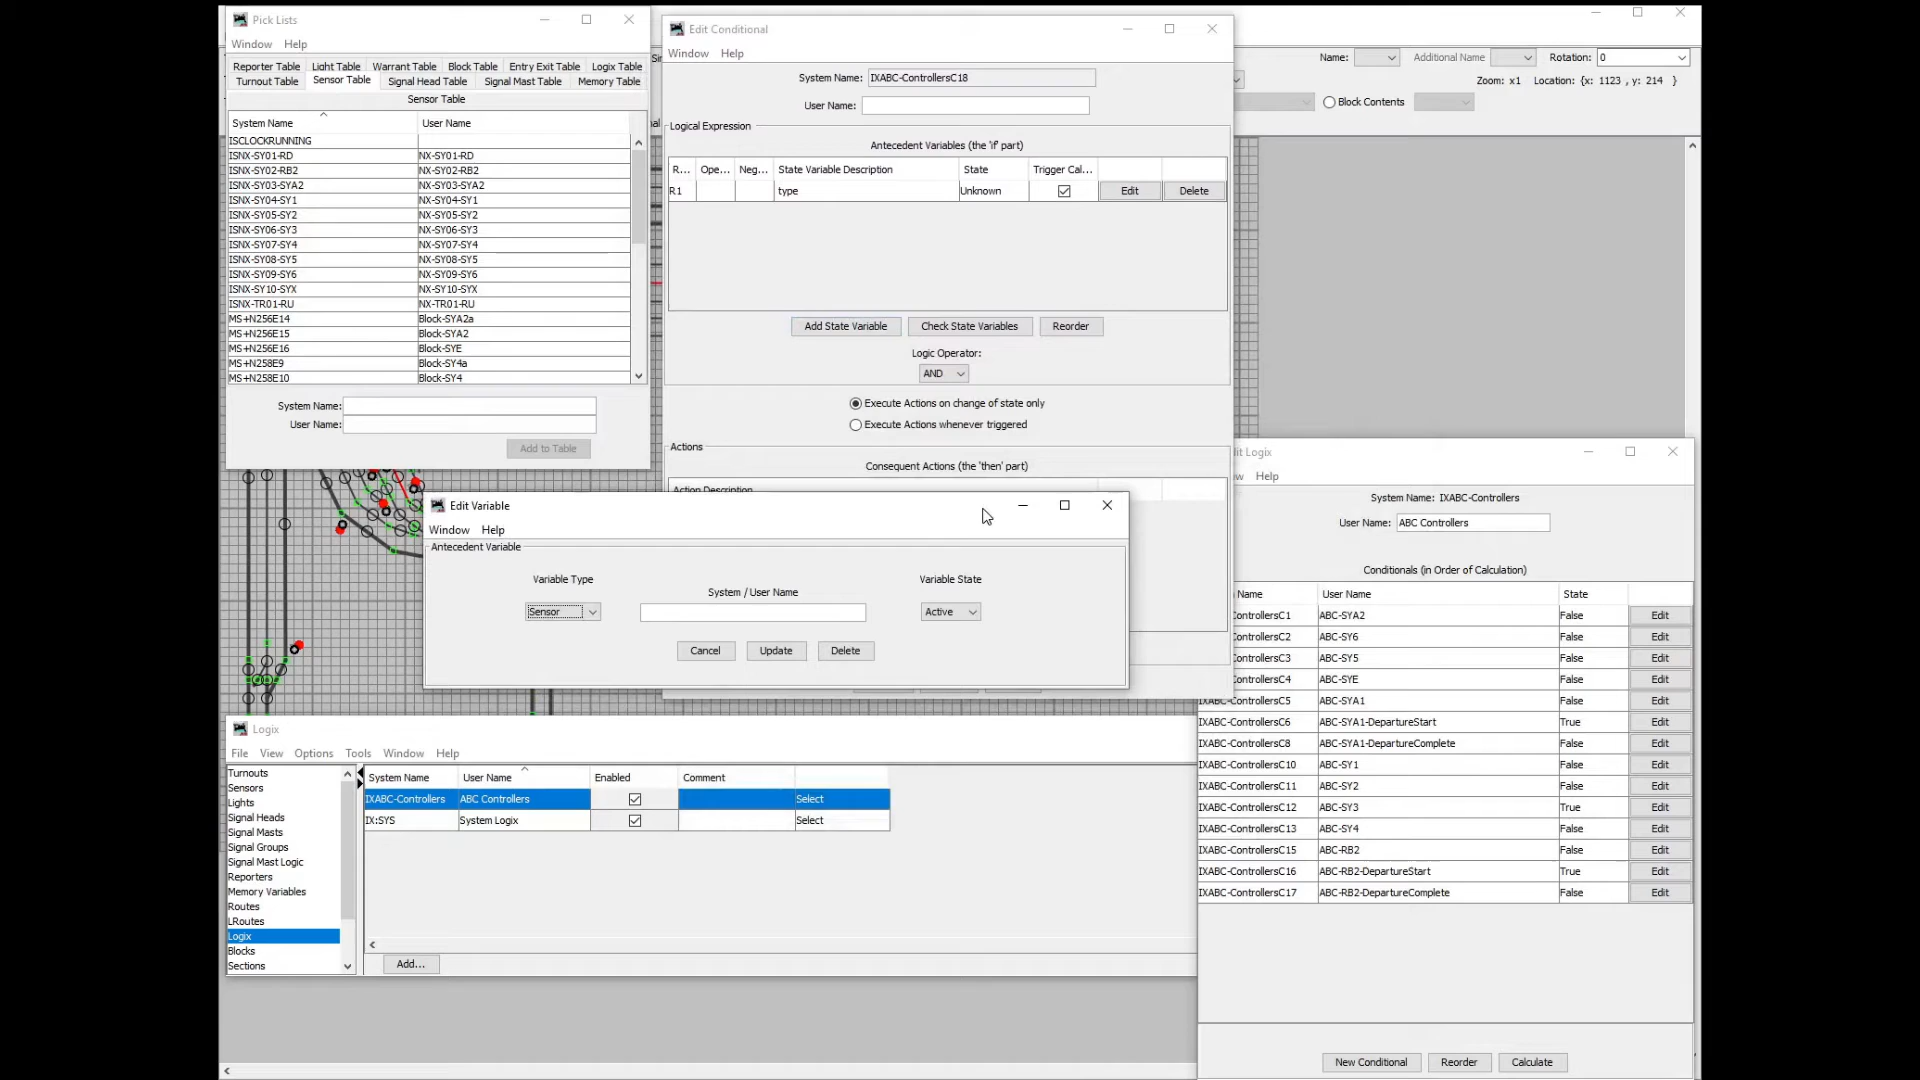 Pick Lists
Window Help
Reporter Table Light Table Warrant Table Block Table Entry Exit Table Logix Table
Turnout Table Sensor Table Signal Head Table Signal Mast Table Memory Table
Sensor Table
System Name User Name
ISCLOCKRUNNING
ISNX-SY01-RD NX-SY01-RD
ISNX-SY02-RB2 NX-SY02-RB2
ISNX-SY03-SYA2 NX-SY03-SYA2
ISNX-SY04-SY1 NX-SY04-SY1
ISNX-SY05-SY2 NX-SY05-SY2
ISNX-SY06-SY3 NX-SY06-SY3
ISNX-SY07-SY4 NX-SY07-SY4
ISNX-SY08-SY5 NX-SY08-SY5
ISNX-SY09-SY6 NX-SY09-SY6
ISNX-SY10-SYX NX-SY10-SYX
ISNX-TR01-RU NX-TR01-RU
MS+N256E14 Block-SYA2a
MS+N256E15 Block-SYA2
MS+N256E16 Block-SYE
MS+N258E9 Block-SY4a
MS+N258E10 Block-SY4
System Name:
User Name:
Add to Table
Edit Conditional
Window Help
System Name: IXABC-ControllersC18
User Name:
Logical Expression
Antecedent Variables (the 'if' part)
R... Ope... Neg... State Variable Description State Trigger Cal...
R1 type Unknown Edit Delete
Add State Variable Check State Variables Reorder
Logic Operator:
AND
Execute Actions on change of state only
Execute Actions whenever triggered
Actions
Consequent Actions (the 'then' part)
Action Description
Name: Additional Name Rotation: 0
Zoom: x1 Location: {x: 1123 , y: 214 }
Block Contents
Edit Variable
Window Help
Antecedent Variable
Variable Type System / User Name Variable State
Sensor Active
Cancel Update Delete
Logix
File View Options Tools Window Help
Turnouts
Sensors
Lights
Signal Heads
Signal Masts
Signal Groups
Signal Mast Logic
Reporters
Memory Variables
Routes
LRoutes
Logix
Blocks
Sections
System Name User Name Enabled Comment
IXABC-Controllers ABC Controllers Select
IX:SYS System Logix Select
Add...
dit Logix
w Help
System Name: IXABC-Controllers
User Name: ABC Controllers
Conditionals (in Order of Calculation)
Name User Name State
ControllersC1 ABC-SYA2 False Edit
ControllersC2 ABC-SY6 False Edit
ControllersC3 ABC-SY5 False Edit
ControllersC4 ABC-SYE False Edit
IXABC-ControllersC5 ABC-SYA1 False Edit
IXABC-ControllersC6 ABC-SYA1-DepartureStart True Edit
IXABC-ControllersC8 ABC-SYA1-DepartureComplete False Edit
IXABC-ControllersC10 ABC-SY1 False Edit
IXABC-ControllersC11 ABC-SY2 False Edit
IXABC-ControllersC12 ABC-SY3 True Edit
IXABC-ControllersC13 ABC-SY4 False Edit
IXABC-ControllersC15 ABC-RB2 False Edit
IXABC-ControllersC16 ABC-RB2-DepartureStart True Edit
IXABC-ControllersC17 ABC-RB2-DepartureComplete False Edit
New Conditional Reorder Calculate